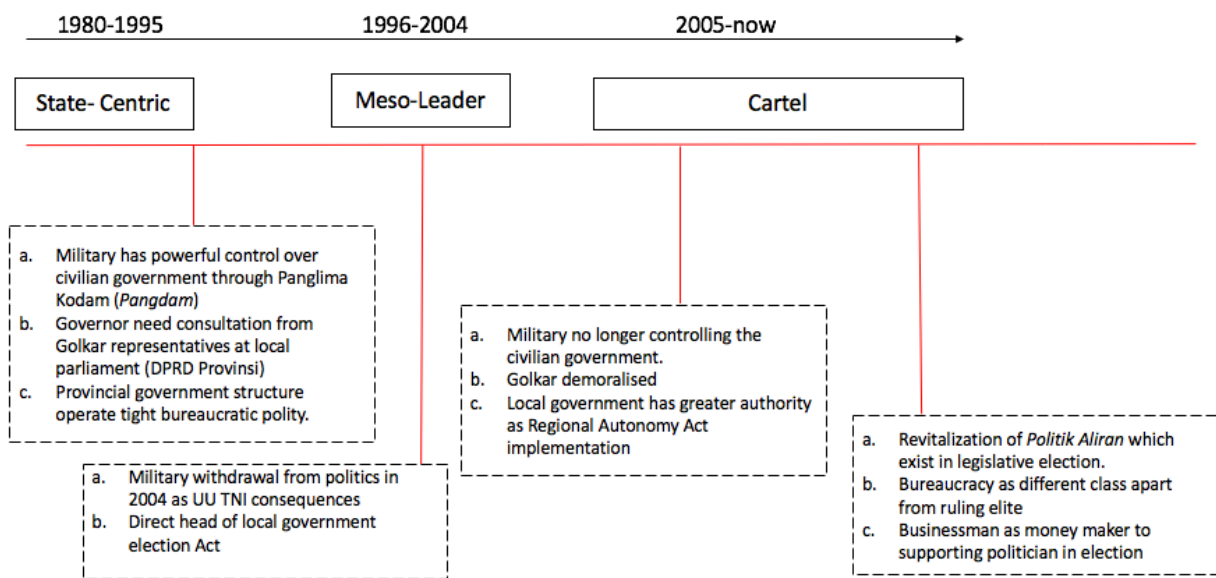 1980-1995
1996-2004
2005-now
State- Centric
Meso-Leader
Cartel
a. Military has powerful control over
civilian government through Panglima
Kodam (Pangdam)
b. Governor need consultation from
Golkar representatives at local
parliament (DPRD Provinsi)
c. Provincial government structure
operate tight bureaucratic polity.
a. Military withdrawal from politics in
2004 as UU TNI consequences
b. Direct head of local government
election Act
a. Military no longer controlling the
civilian government.
b. Golkar demoralised
c. Local government has greater authority
as Regional Autonomy Act
implementation
a. Revitalization of Politik Aliran which
exist in legislative election.
b. Bureaucracy as different class apart
from ruling elite
c. Businessman as money maker to
supporting politician in election